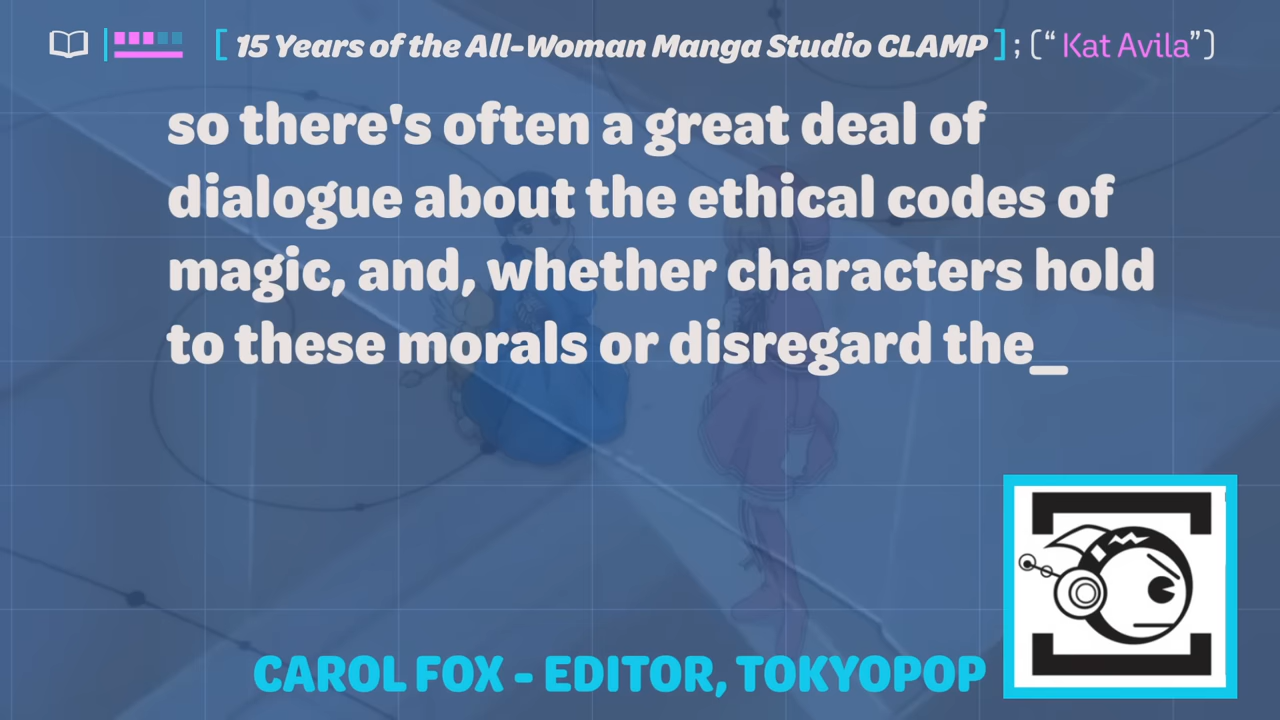 [ 15 Years of the All-Woman Manga Studio CLAMP ] ; (“ Kat Avila”)
so there's often a great deal of
dialogue about the ethical codes of
magic, and, whether characters hold
to these morals or disregard the_
CAROL FOX - EDITOR, TOKYOPOP